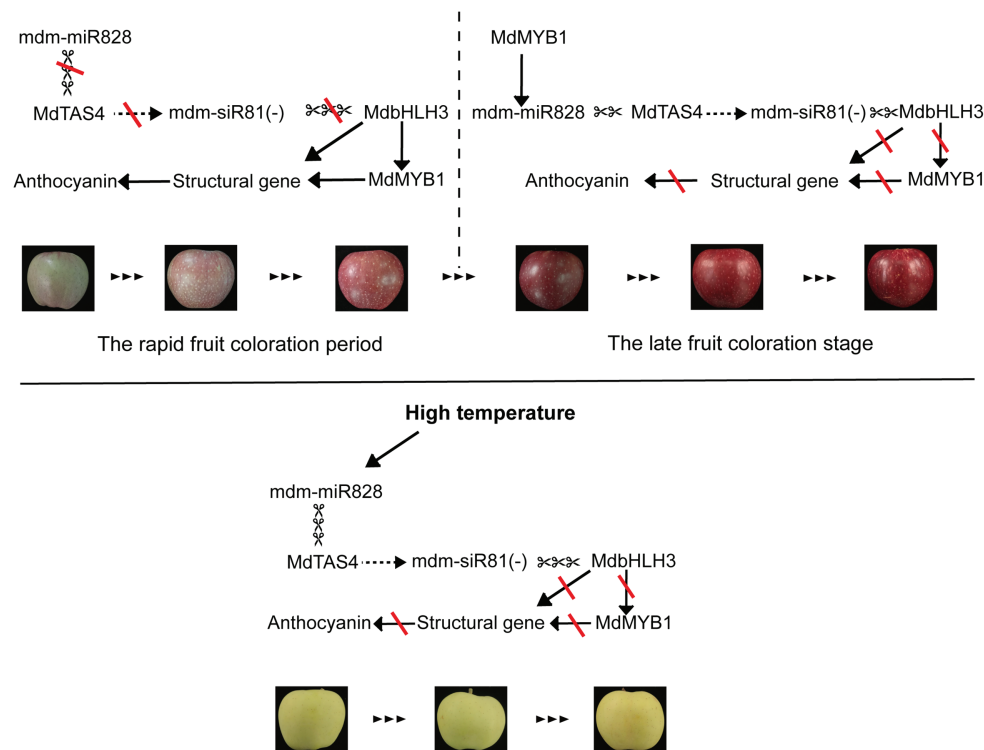 mdm-miR828
MdTAS4
mdm-siR81(-)
MdbHLH3
Anthocyanin
Structural gene
MdMYB1
The rapid fruit coloration period
MdMYB1
mdm-miR828
MdTAS4
mdm-siR81(-)
MdbHLH3
Anthocyanin
Structural gene
MdMYB1
The late fruit coloration stage
High temperature
mdm-miR828
MdTAS4
mdm-siR81(-)
MdbHLH3
Anthocyanin
Structural gene
MdMYB1